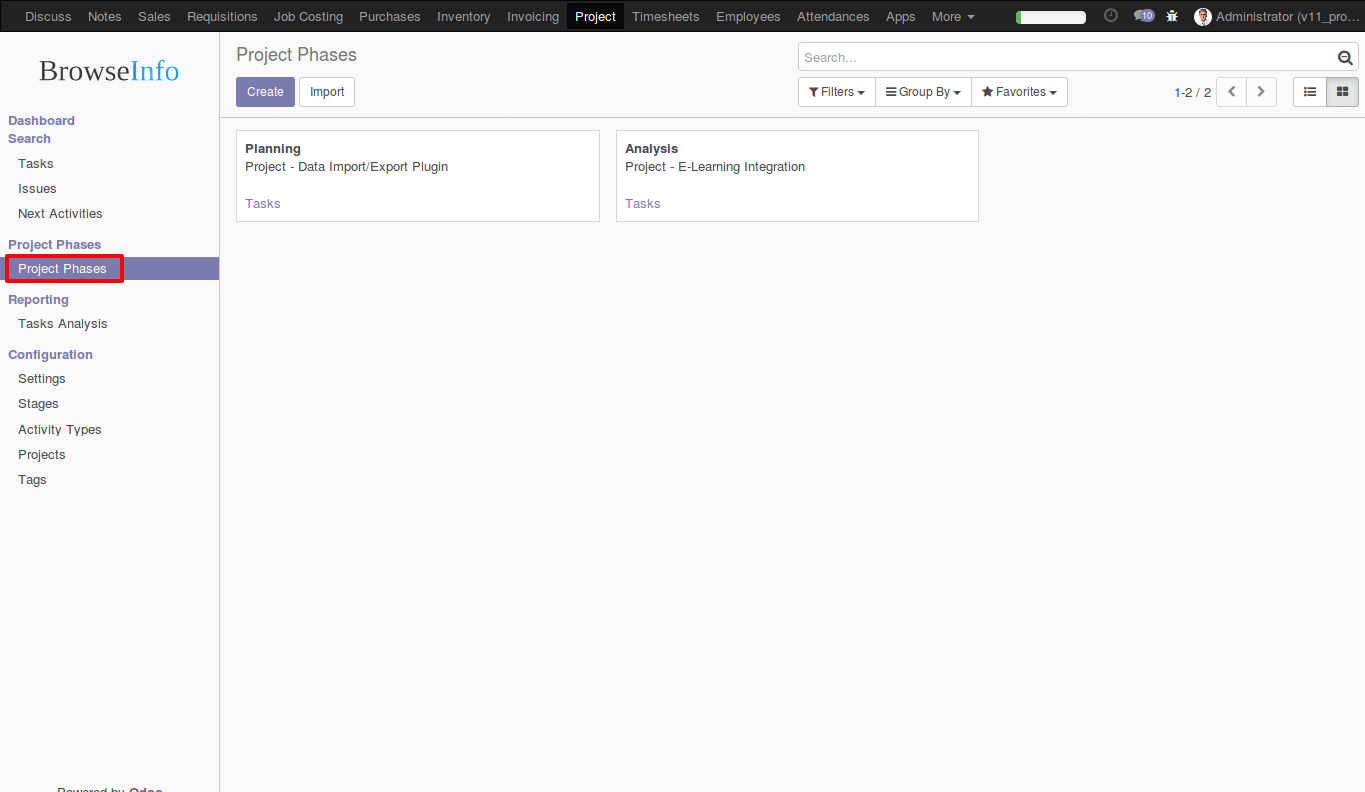 Discuss Notes Sales Requisitions Job Costing Purchases Inventory Invoicing Project Timesheets Employees Attendances Apps More 10 Administrator (v11_pro...
BrowseInfo
Dashboard
Search
Tasks
Issues
Next Activities
Project Phases
Project Phases
Reporting
Tasks Analysis
Configuration
Settings
Stages
Activity Types
Projects
Tags
Powered by Odoo
Project Phases
Search...
Create Import
Filters Group By Favorites 1-2 / 2
Planning
Project - Data Import/Export Plugin
Tasks
Analysis
Project - E-Learning Integration
Tasks